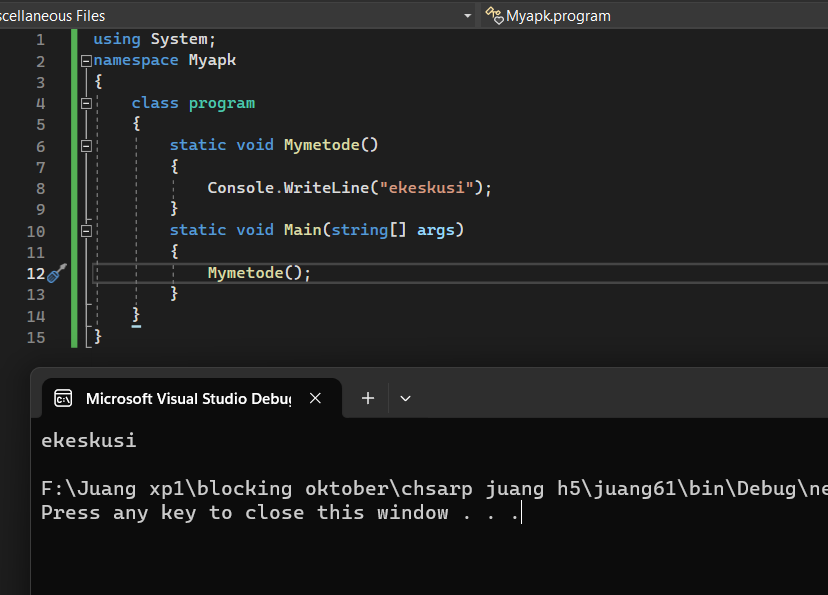 scellaneous Files
Myapk.program
1 using System;
2 namespace Myapk
3 {
4 class program
5 {
6 static void Mymetode()
7 {
8 Console.WriteLine("ekeskusi");
9 }
10 static void Main(string[] args)
11 {
12 Mymetode();
13 }
14 }
15 }
Microsoft Visual Studio Debug
ekeskusi
F:\Juang xp1\blocking oktober\chsarp juang h5\juang61\bin\Debug\ne
Press any key to close this window . . .